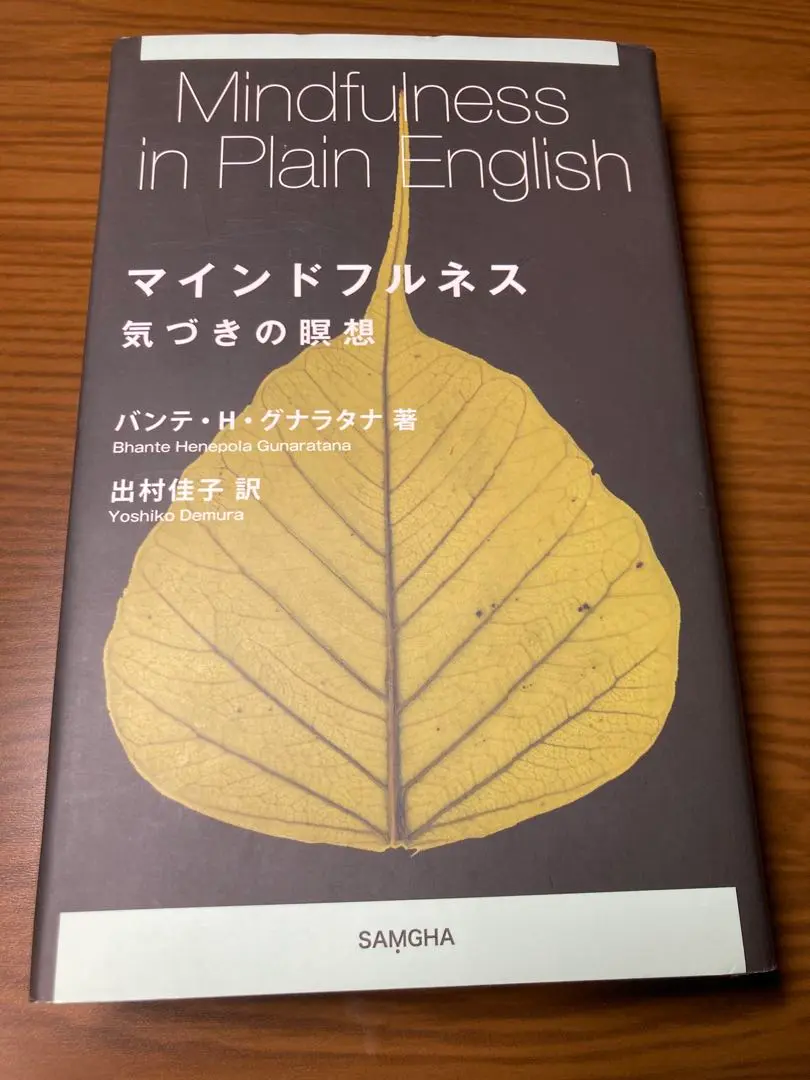 Mindfulness
in Plain English
マインドフルネス
気づきの瞑想
バンテ・H・グナラタナ 著
Bhante Henepola Gunaratana
出村佳子 訳
Yoshiko Demura
SAṂGHA